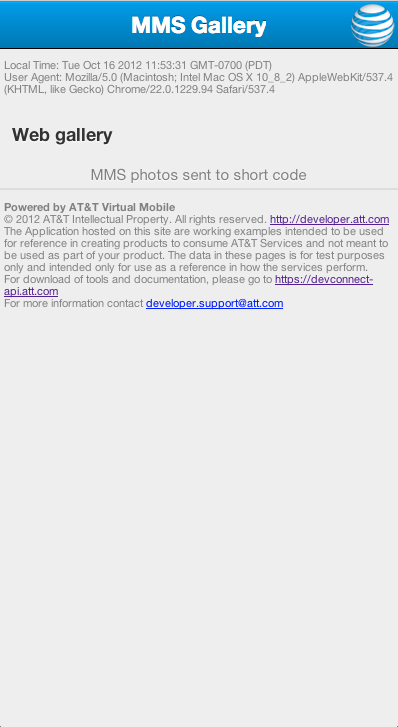 MMS Gallery
Local Time: Tue Oct 16 2012 11:53:31 GMT-0700 (PDT)
User Agent: Mozilla/5.0 (Macintosh; Intel Mac OS X 10_8_2) AppleWebKit/537.4
(KHTML, like Gecko) Chrome/22.0.1229.94 Safari/537.4
Web gallery
MMS photos sent to short code
Powered by AT&T Virtual Mobile
© 2012 AT&T Intellectual Property. All rights reserved. http://developer.att.com
The Application hosted on this site are working examples intended to be used
for reference in creating products to consume AT&T Services and not meant to
be used as part of your product. The data in these pages is for test purposes
only and intended only for use as a reference in how the services perform.
For download of tools and documentation, please go to https://devconnect-
api.att.com
For more information contact developer.support@att.com